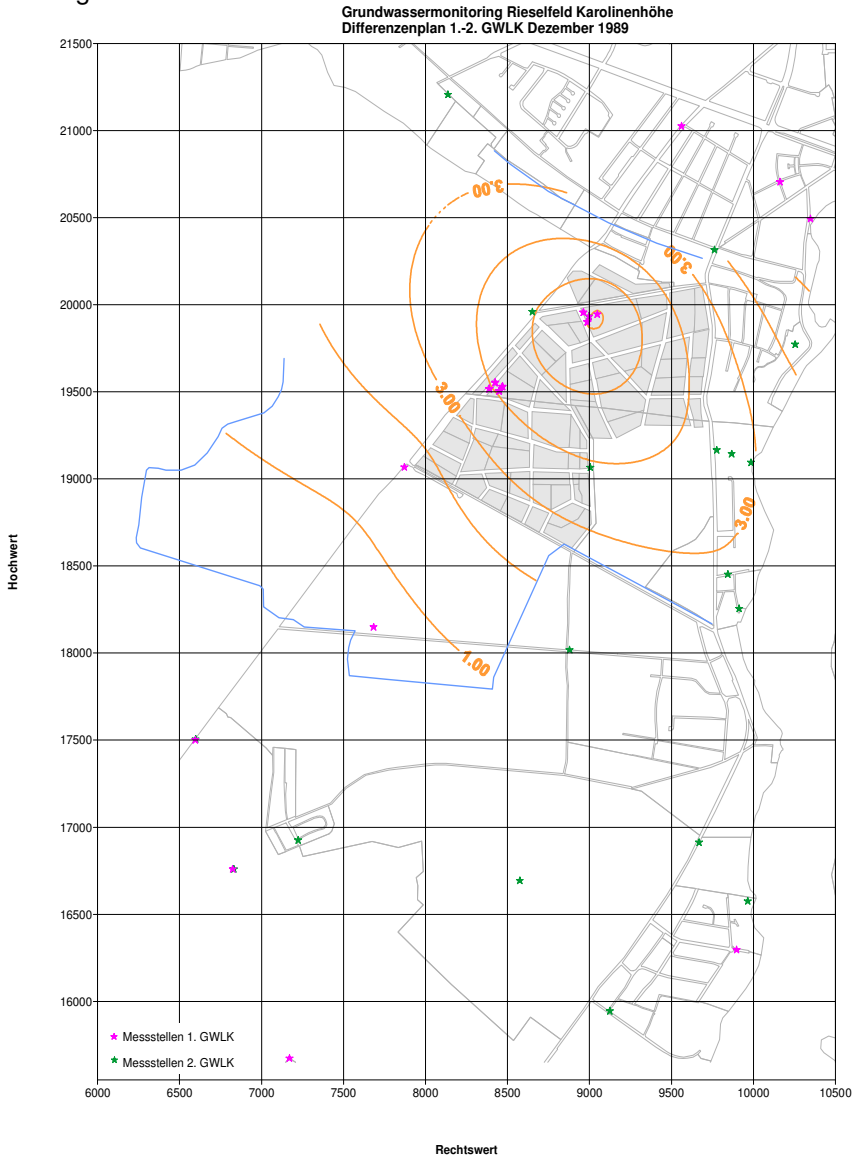 Grundwassermonitoring Rieselfeld Karolinenhöhe
Differenzenplan 1.-2. GWLK Dezember 1989
21500
21000
20500
20000
19500
19000
18500
18000
17500
17000
16500
16000
Hochwert
3.00
3.00
3.00
3.00
1.00
Messstellen 1. GWLK
Messstellen 2. GWLK
6000 6500 7000 7500 8000 8500 9000 9500 10000 10500
Rechtswert